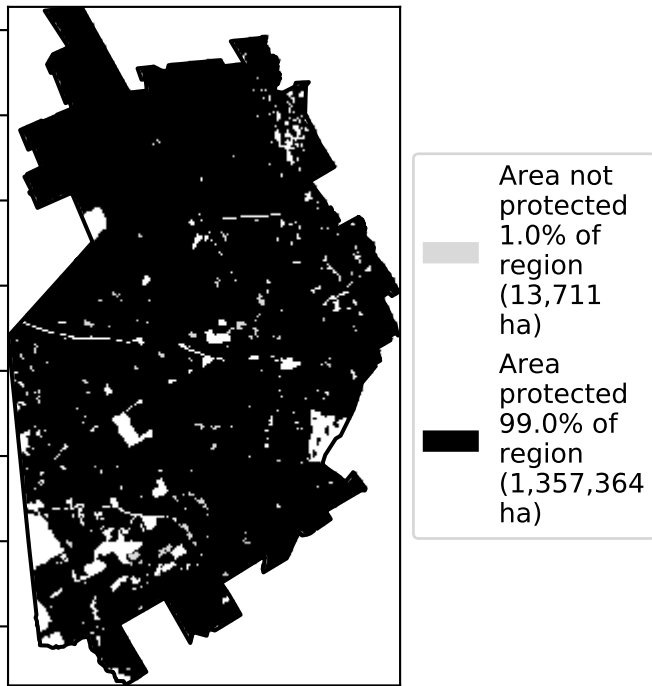 Area not
protected
1.0% of
region
(13,711
ha)
Area
protected
99.0% of
region
(1,357,364
ha)